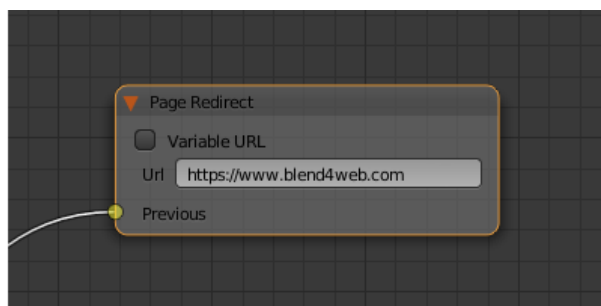 Page Redirect
Variable URL
Url https://www.blend4web.com
Previous